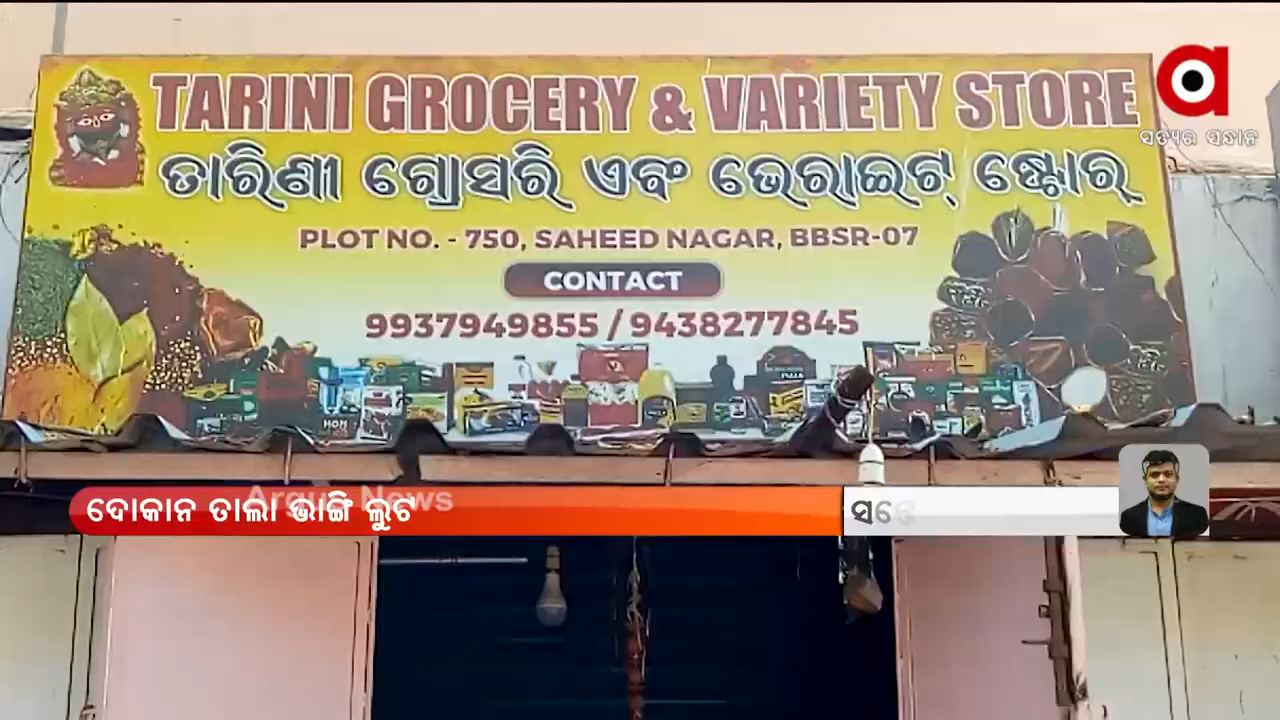 TARINI GROCERY & VARIETY STORE
ତାରିଣୀ ଗ୍ରୋସରି ଏବଂ ଭେରାଇଟ୍ ଷ୍ଟୋର୍
ସତ୍ୟର ସନ୍ଧାନ
PLOT NO. - 750, SAHEED NAGAR, BBSR-07
CONTACT
9937949855 / 9438277845
Argus News
ଦୋକାନ ତାଲା ଭାଙ୍ଗି ଲୁଟ